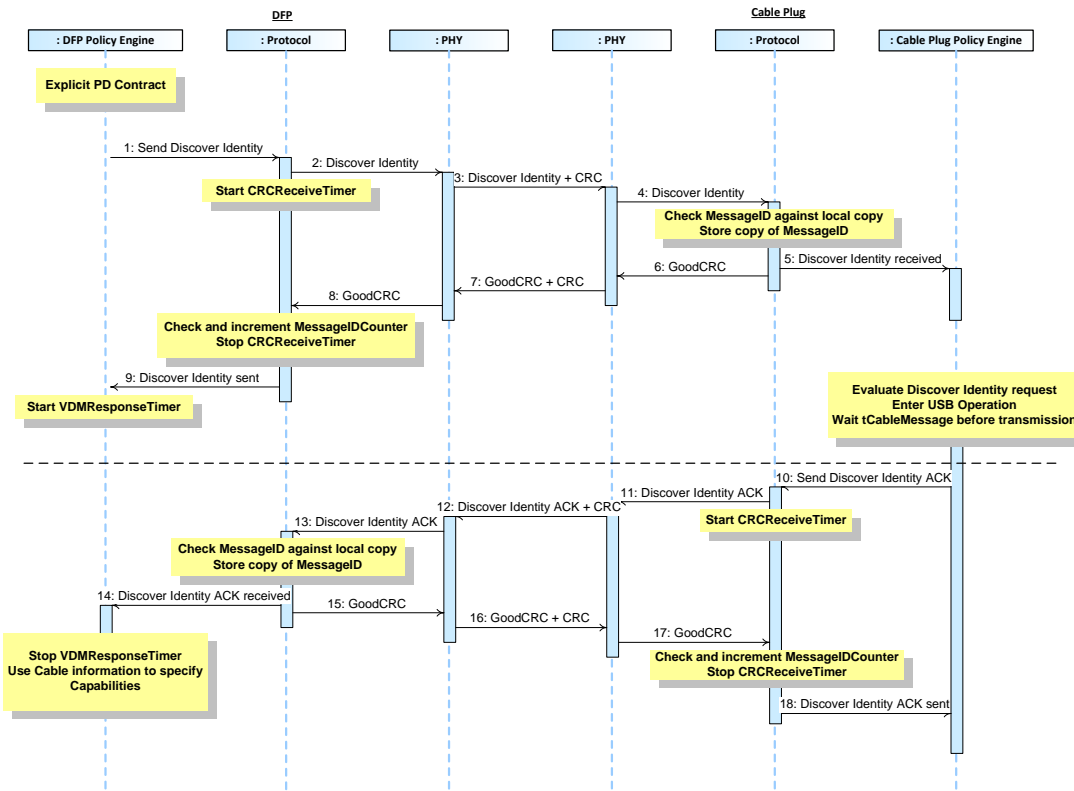 DFP
Cable Plug
: DFP Policy Engine
: Protocol
: PHY
: PHY
: Protocol
: Cable Plug Policy Engine
Explicit PD Contract
1: Send Discover Identity
2: Discover Identity
Start CRCReceiveTimer
3: Discover Identity + CRC
4: Discover Identity
Check MessageID against local copy
Store copy of MessageID
5: Discover Identity received
6: GoodCRC
7: GoodCRC + CRC
8: GoodCRC
Check and increment MessageIDCounter
Stop CRCReceiveTimer
9: Discover Identity sent
Start VDMResponseTimer
Evaluate Discover Identity request
Enter USB Operation
Wait tCableMessage before transmission
10: Send Discover Identity ACK
11: Discover Identity ACK
Start CRCReceiveTimer
12: Discover Identity ACK + CRC
13: Discover Identity ACK
Check MessageID against local copy
Store copy of MessageID
14: Discover Identity ACK received
15: GoodCRC
16: GoodCRC + CRC
17: GoodCRC
Stop VDMResponseTimer
Use Cable information to specify
Capabilities
Check and increment MessageIDCounter
Stop CRCReceiveTimer
18: Discover Identity ACK sent